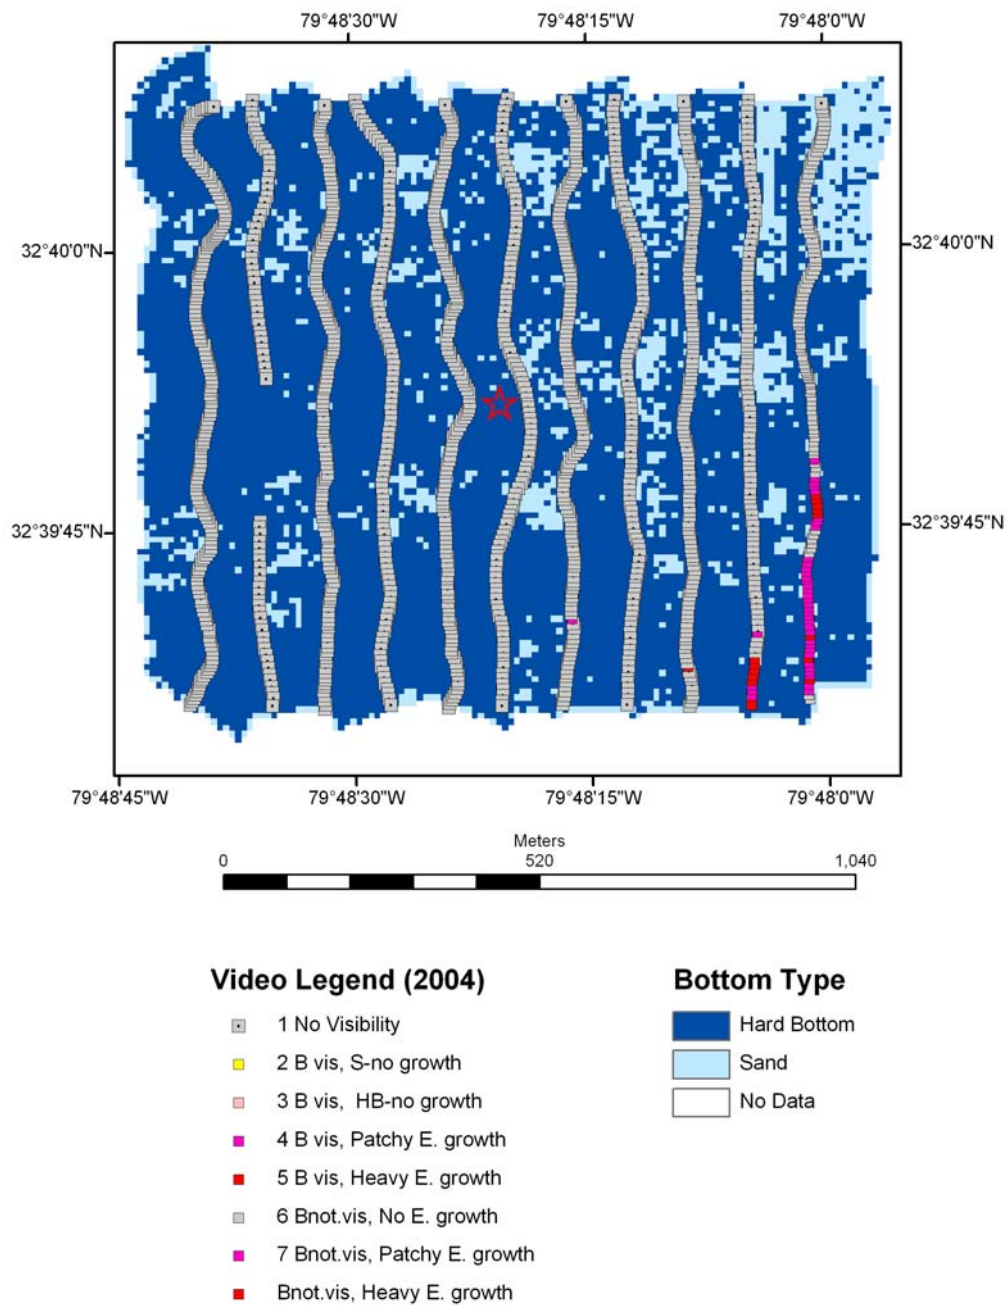 79°48'30"W 79°48'15"W 79°48'0"W
32°40'0"N 32°40'0"N
32°39'45"N 32°39'45"N
79°48'45"W 79°48'30"W 79°48'15"W 79°48'0"W
Meters
0 520 1,040
Video Legend (2004)
1 No Visibility
2 B vis, S-no growth
3 B vis, HB-no growth
4 B vis, Patchy E. growth
5 B vis, Heavy E. growth
6 Bnot.vis, No E. growth
7 Bnot.vis, Patchy E. growth
Bnot.vis, Heavy E. growth
Bottom Type
Hard Bottom
Sand
No Data